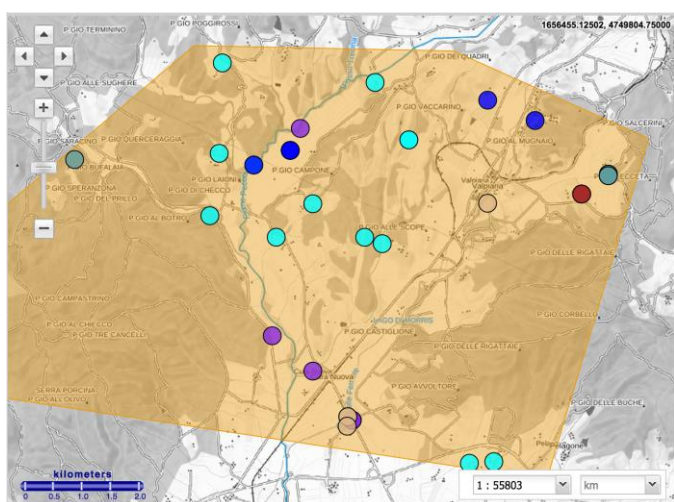 P.GIO POGGIROSSI
1656455.12502, 4749804.75000
P.GIO TERMININO
P.GIO DEI QUADRI
P.GIO ALLE SUGHERE
P.GIO VACCARINO
P.GIO SARACINO
P.GIO QUERCERAGGIA
P.GIO AL MUGNAIO
SALCERINI
P.GIO LAIONI
P.GIO CAMPONE
P.GIO SPERANZONA
P.GIO DI CHECCO
Valpiana
Valpiana
P.GIO DEL PRILLO
P.GIO AL BOTRO
P.GIO ALLE SCOPE
P.GIO DELLE RIGATTAIE
P.GIO CAMPASTRINO
P.GIO CORBELLO
P.GIO AL CHECCO
P.GIO TRE CANCELLI
P.GIO CASTIGLIONE
P.GIO DELLE RIGATTAIE
SERRA PORCINA
P.GIO ALL'OLIVO
P.GIO AVVOLTORE
P.GIO DELLE BUCHE
kilometers
0 0.5 1.0 1.5 2.0
1 : 55803
km